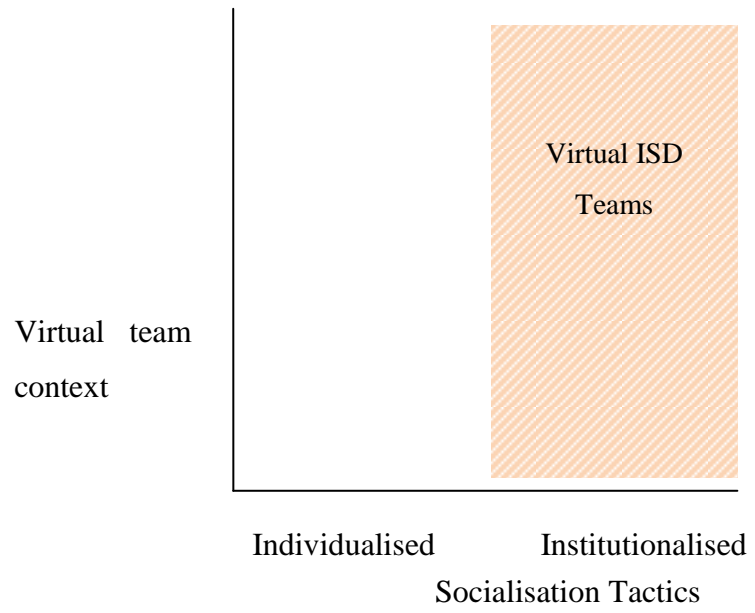 Virtual ISD
Teams
Virtual team
context
Individualised Institutionalised
Socialisation Tactics